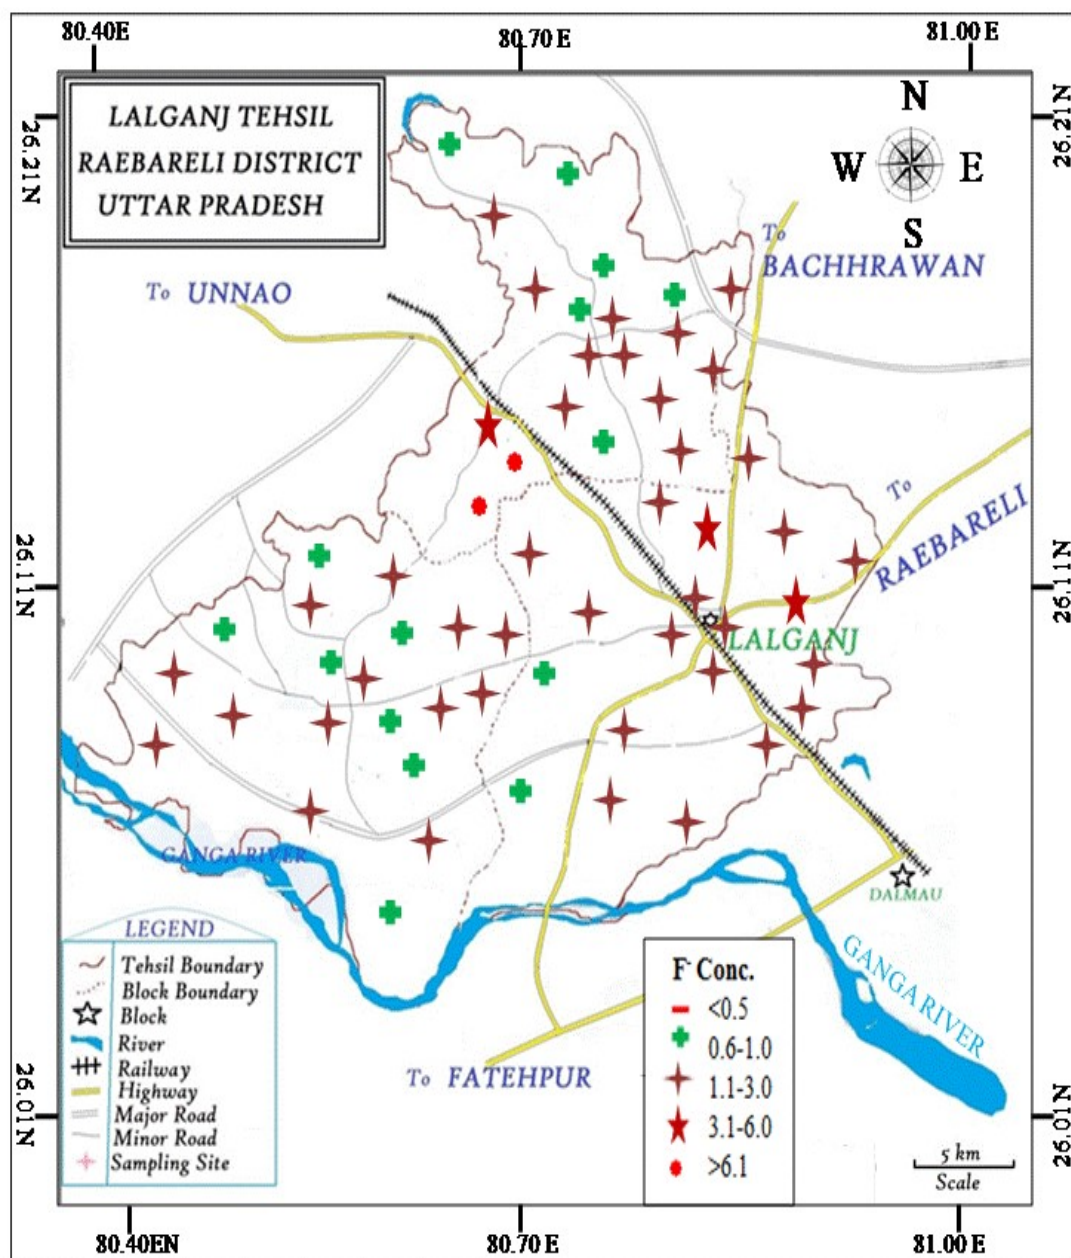 80.40E
80.70 E
81.00 E
LALGANJ TEHSIL
RAEBARELI DISTRICT
UTTAR PRADESH
N
W E
S
26.21N
26.21N
To
BACHHRAWAN
To UNNAO
To
RAEBARELI
26.11N
26.11N
LALGANJ
GANGA RIVER
DALMAU
GANGA RIVER
LEGEND
Tehsil Boundary
Block Boundary
Block
River
Railway
Highway
Major Road
Minor Road
Sampling Site
F- Conc.
<0.5
0.6-1.0
1.1-3.0
3.1-6.0
>6.1
To FATEHPUR
26.01N
26.01N
5 km
Scale
80.40EN
80.70 E
81.00 E